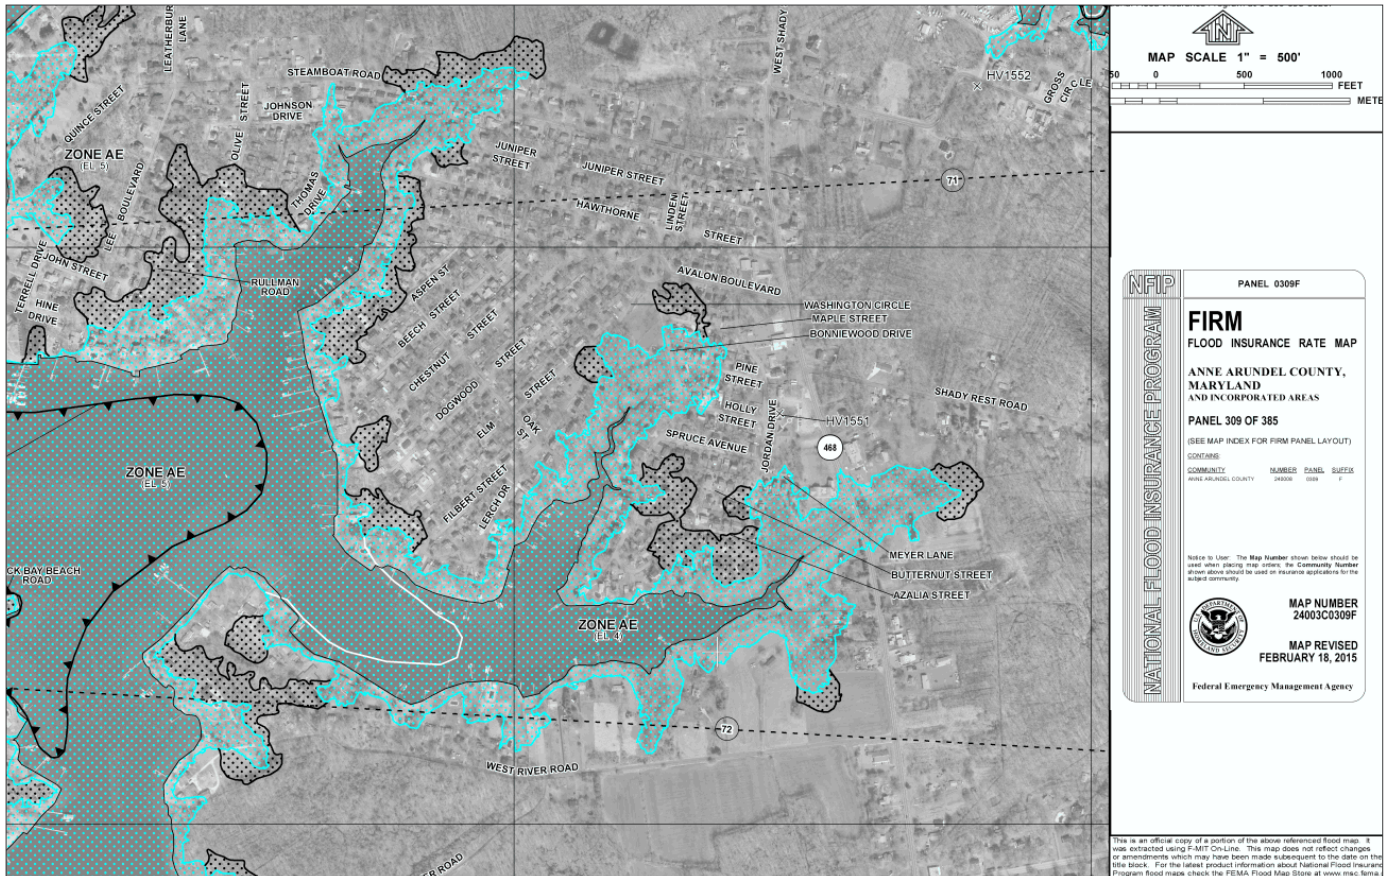 LEATHERBURY
LANE
STEAMBOAT ROAD
WEST SHADY
HV1552
GROSS
CIRCLE
QUINCE STREET
OLIVE STREET
JOHNSON
DRIVE
ZONE AE
(EL 5)
LEE BOULEVARD
THOMAS
DRIVE
JUNIPER
STREET
JUNIPER STREET
71
HAWTHORNE
STREET
LINDEN
STREET
JOHN STREET
TERRELL DRIVE
HINE
DRIVE
RULLMAN
ROAD
AVALON BOULEVARD
ASPEN ST
BEECH STREET
CHESTNUT STREET
DOGWOOD STREET
ELM STREET
OAK
ST
WASHINGTON CIRCLE
MAPLE STREET
BONNIEWOOD DRIVE
PINE
STREET
HOLLY
STREET
SHADY REST ROAD
HV1551
SPRUCE AVENUE
JORDAN DRIVE
468
ZONE AE
(EL 5)
FILBERT STREET
LERCH DR
MEYER LANE
BUTTERNUT STREET
AZALIA STREET
CK BAY BEACH
ROAD
ZONE AE
(EL 4)
72
WEST RIVER ROAD
ER ROAD
N
MAP SCALE 1" = 500'
50 0 500 1000
FEET
METE
NFIP
NATIONAL FLOOD INSURANCE PROGRAM
PANEL 0309F
FIRM
FLOOD INSURANCE RATE MAP
ANNE ARUNDEL COUNTY,
MARYLAND
AND INCORPORATED AREAS
PANEL 309 OF 385
(SEE MAP INDEX FOR FIRM PANEL LAYOUT)
CONTAINS:
COMMUNITY NUMBER PANEL SUFFIX
ANNE ARUNDEL COUNTY 240008 0309 F
Notice to User: The Map Number shown below should be
used when placing map orders; the Community Number
shown above should be used on insurance applications for the
subject community.
MAP NUMBER
24003C0309F
MAP REVISED
FEBRUARY 18, 2015
Federal Emergency Management Agency
This is an official copy of a portion of the above referenced flood map. It
was extracted using F-MIT On-Line. This map does not reflect changes
or amendments which may have been made subsequent to the date on the
title block. For the latest product information about National Flood Insuranc
Program flood maps check the FEMA Flood Map Store at www.msc.fema.